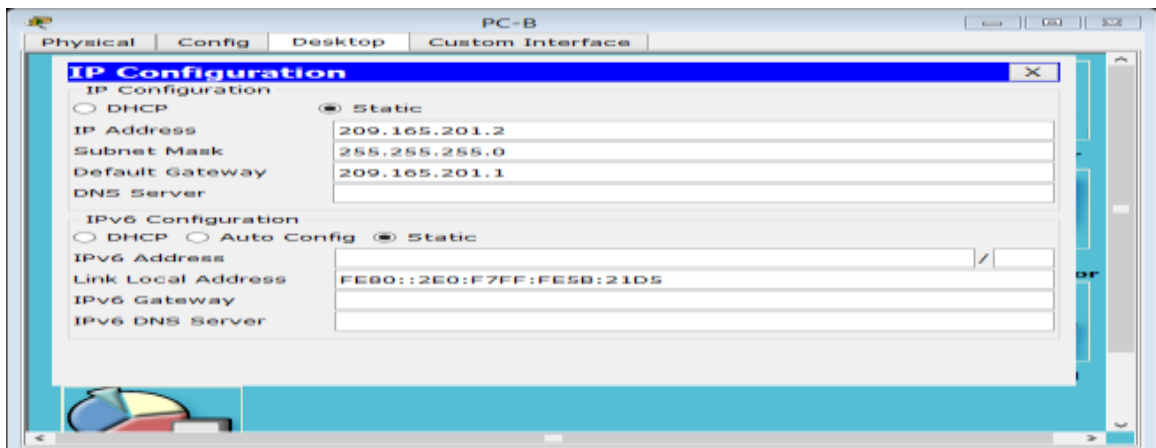 PC-B
Physical Config Desktop Custom Interface
IP Configuration
IP Configuration
DHCP Static
IP Address 209.165.201.2
Subnet Mask 255.255.255.0
Default Gateway 209.165.201.1
DNS Server
IPv6 Configuration
DHCP Auto Config Static
IPv6 Address /
Link Local Address FE80::2E0:F7FF:FE5B:21D5
IPv6 Gateway
IPv6 DNS Server